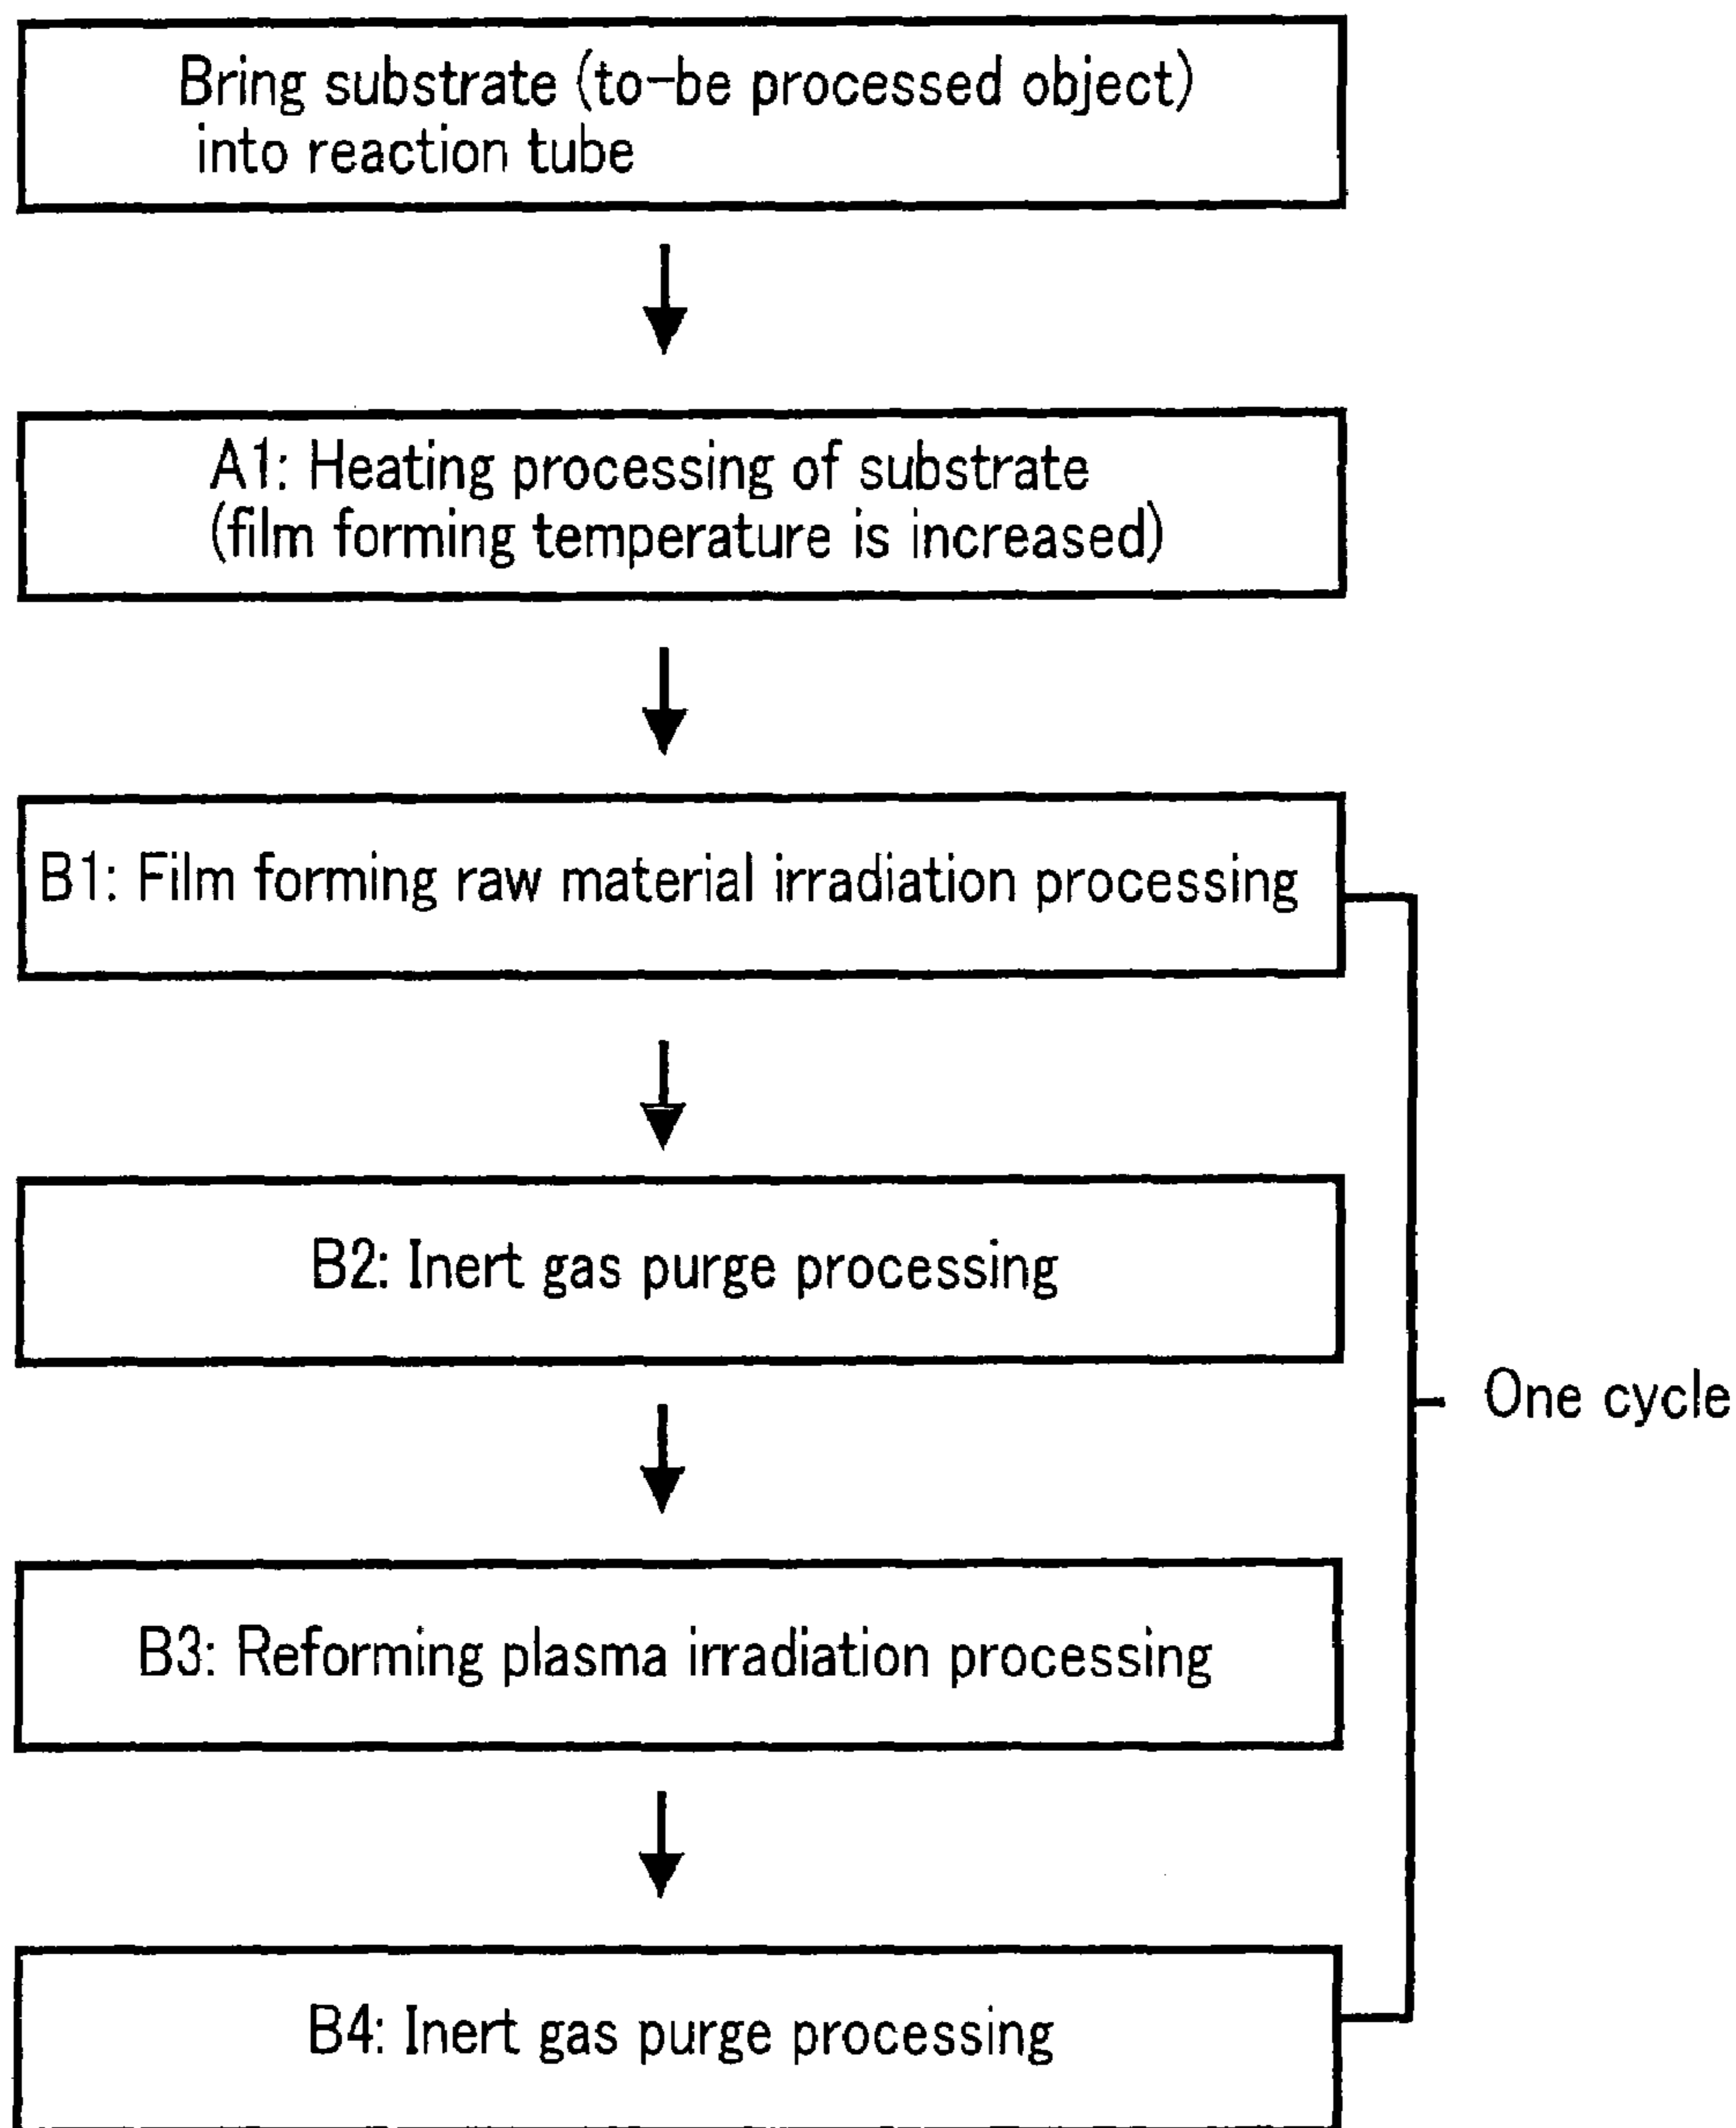 Bring substrate (to-be processed object)
into reaction tube
A1: Heating processing of substrate
(film forming temperature is increased)
B1: Film forming raw material irradiation processing
B2: Inert gas purge processing
One cycle
B3: Reforming plasma irradiation processing
B4: Inert gas purge processing